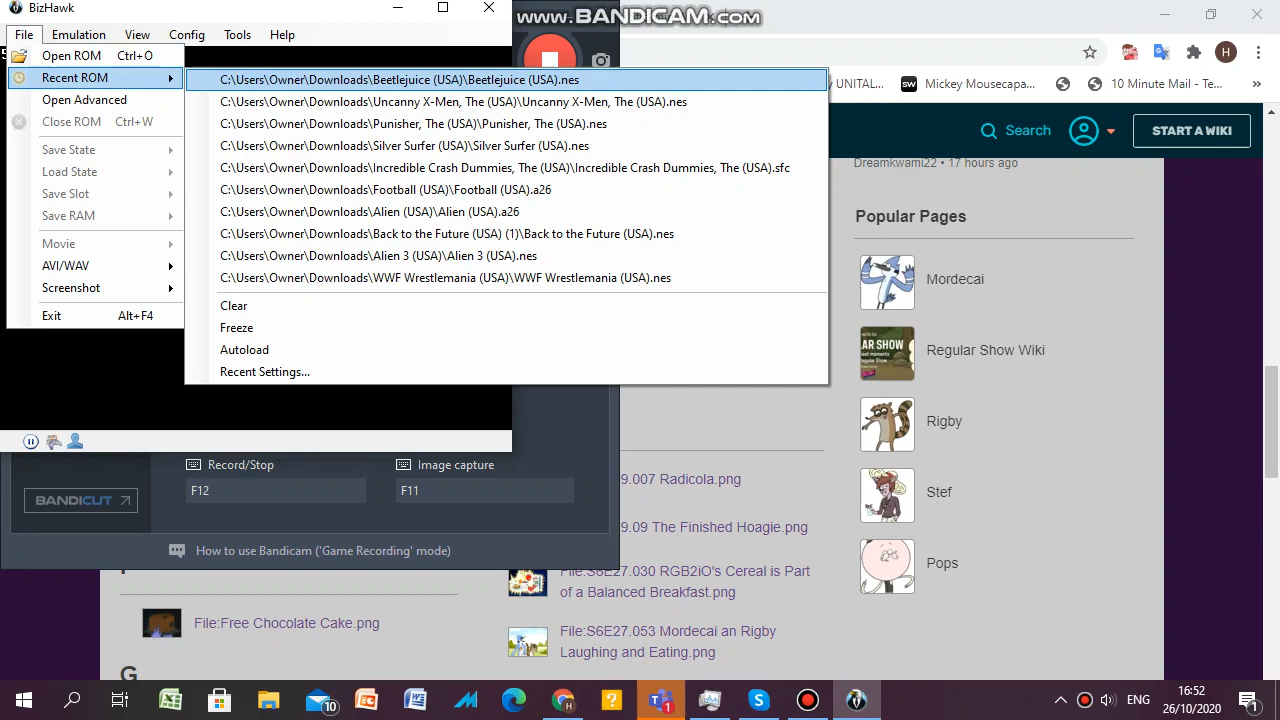 BizHawk
www.BANDICAM.com
File Emulation View Config Tools Help
Open ROM Ctrl+O
Recent ROM
Open Advanced
Close ROM Ctrl+W
Save State
Load State
Save Slot
Save RAM
Movie
AVI/WAV
Screenshot
Exit Alt+F4
C:\Users\Owner\Downloads\Beetlejuice (USA)\Beetlejuice (USA).nes
C:\Users\Owner\Downloads\Uncanny X-Men, The (USA)\Uncanny X-Men, The (USA).nes
C:\Users\Owner\Downloads\Punisher, The (USA)\Punisher, The (USA).nes
C:\Users\Owner\Downloads\Silver Surfer (USA)\Silver Surfer (USA).nes
C:\Users\Owner\Downloads\Incredible Crash Dummies, The (USA)\Incredible Crash Dummies, The (USA).sfc
C:\Users\Owner\Downloads\Football (USA)\Football (USA).a26
C:\Users\Owner\Downloads\Alien (USA)\Alien (USA).a26
C:\Users\Owner\Downloads\Back to the Future (USA) (1)\Back to the Future (USA).nes
C:\Users\Owner\Downloads\Alien 3 (USA)\Alien 3 (USA).nes
C:\Users\Owner\Downloads\WWF Wrestlemania (USA)\WWF Wrestlemania (USA).nes
Clear
Freeze
Autoload
Recent Settings...
H
UNITAL... SW Mickey Mousecapa... 10 Minute Mail - Te... »
Search START A WIKI
Dreamkwami22 • 17 hours ago
Popular Pages
Mordecai
Regular Show Wiki
Rigby
Stef
Pops
Record/Stop Image capture
F12 F11
BANDICUT
How to use Bandicam ('Game Recording' mode)
9.007 Radicola.png
9.09 The Finished Hoagie.png
File:S6E27.030 RGB2iO's Cereal is Part
of a Balanced Breakfast.png
File:Free Chocolate Cake.png
File:S6E27.053 Mordecai an Rigby
Laughing and Eating.png
G
10
1
ENG
16:52
26/10/2020
1